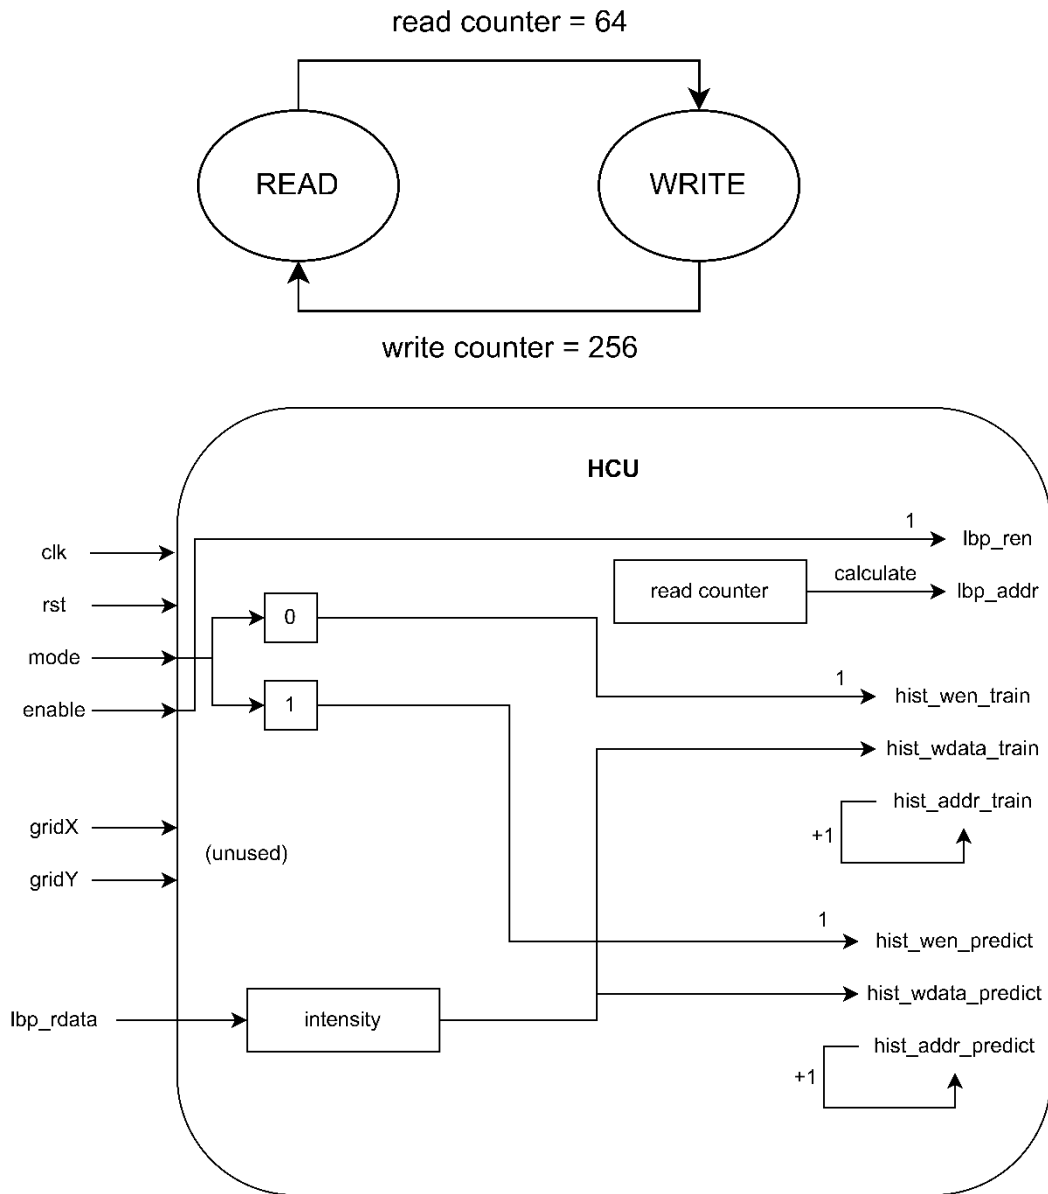 read counter = 64
READ
WRITE
write counter = 256
HCU
clk
rst
mode
enable
gridX
gridY
lbp_rdata
0
1
(unused)
intensity
read counter
calculate
1
lbp_ren
lbp_addr
1
hist_wen_train
hist_wdata_train
hist_addr_train
+1
1
hist_wen_predict
hist_wdata_predict
hist_addr_predict
+1